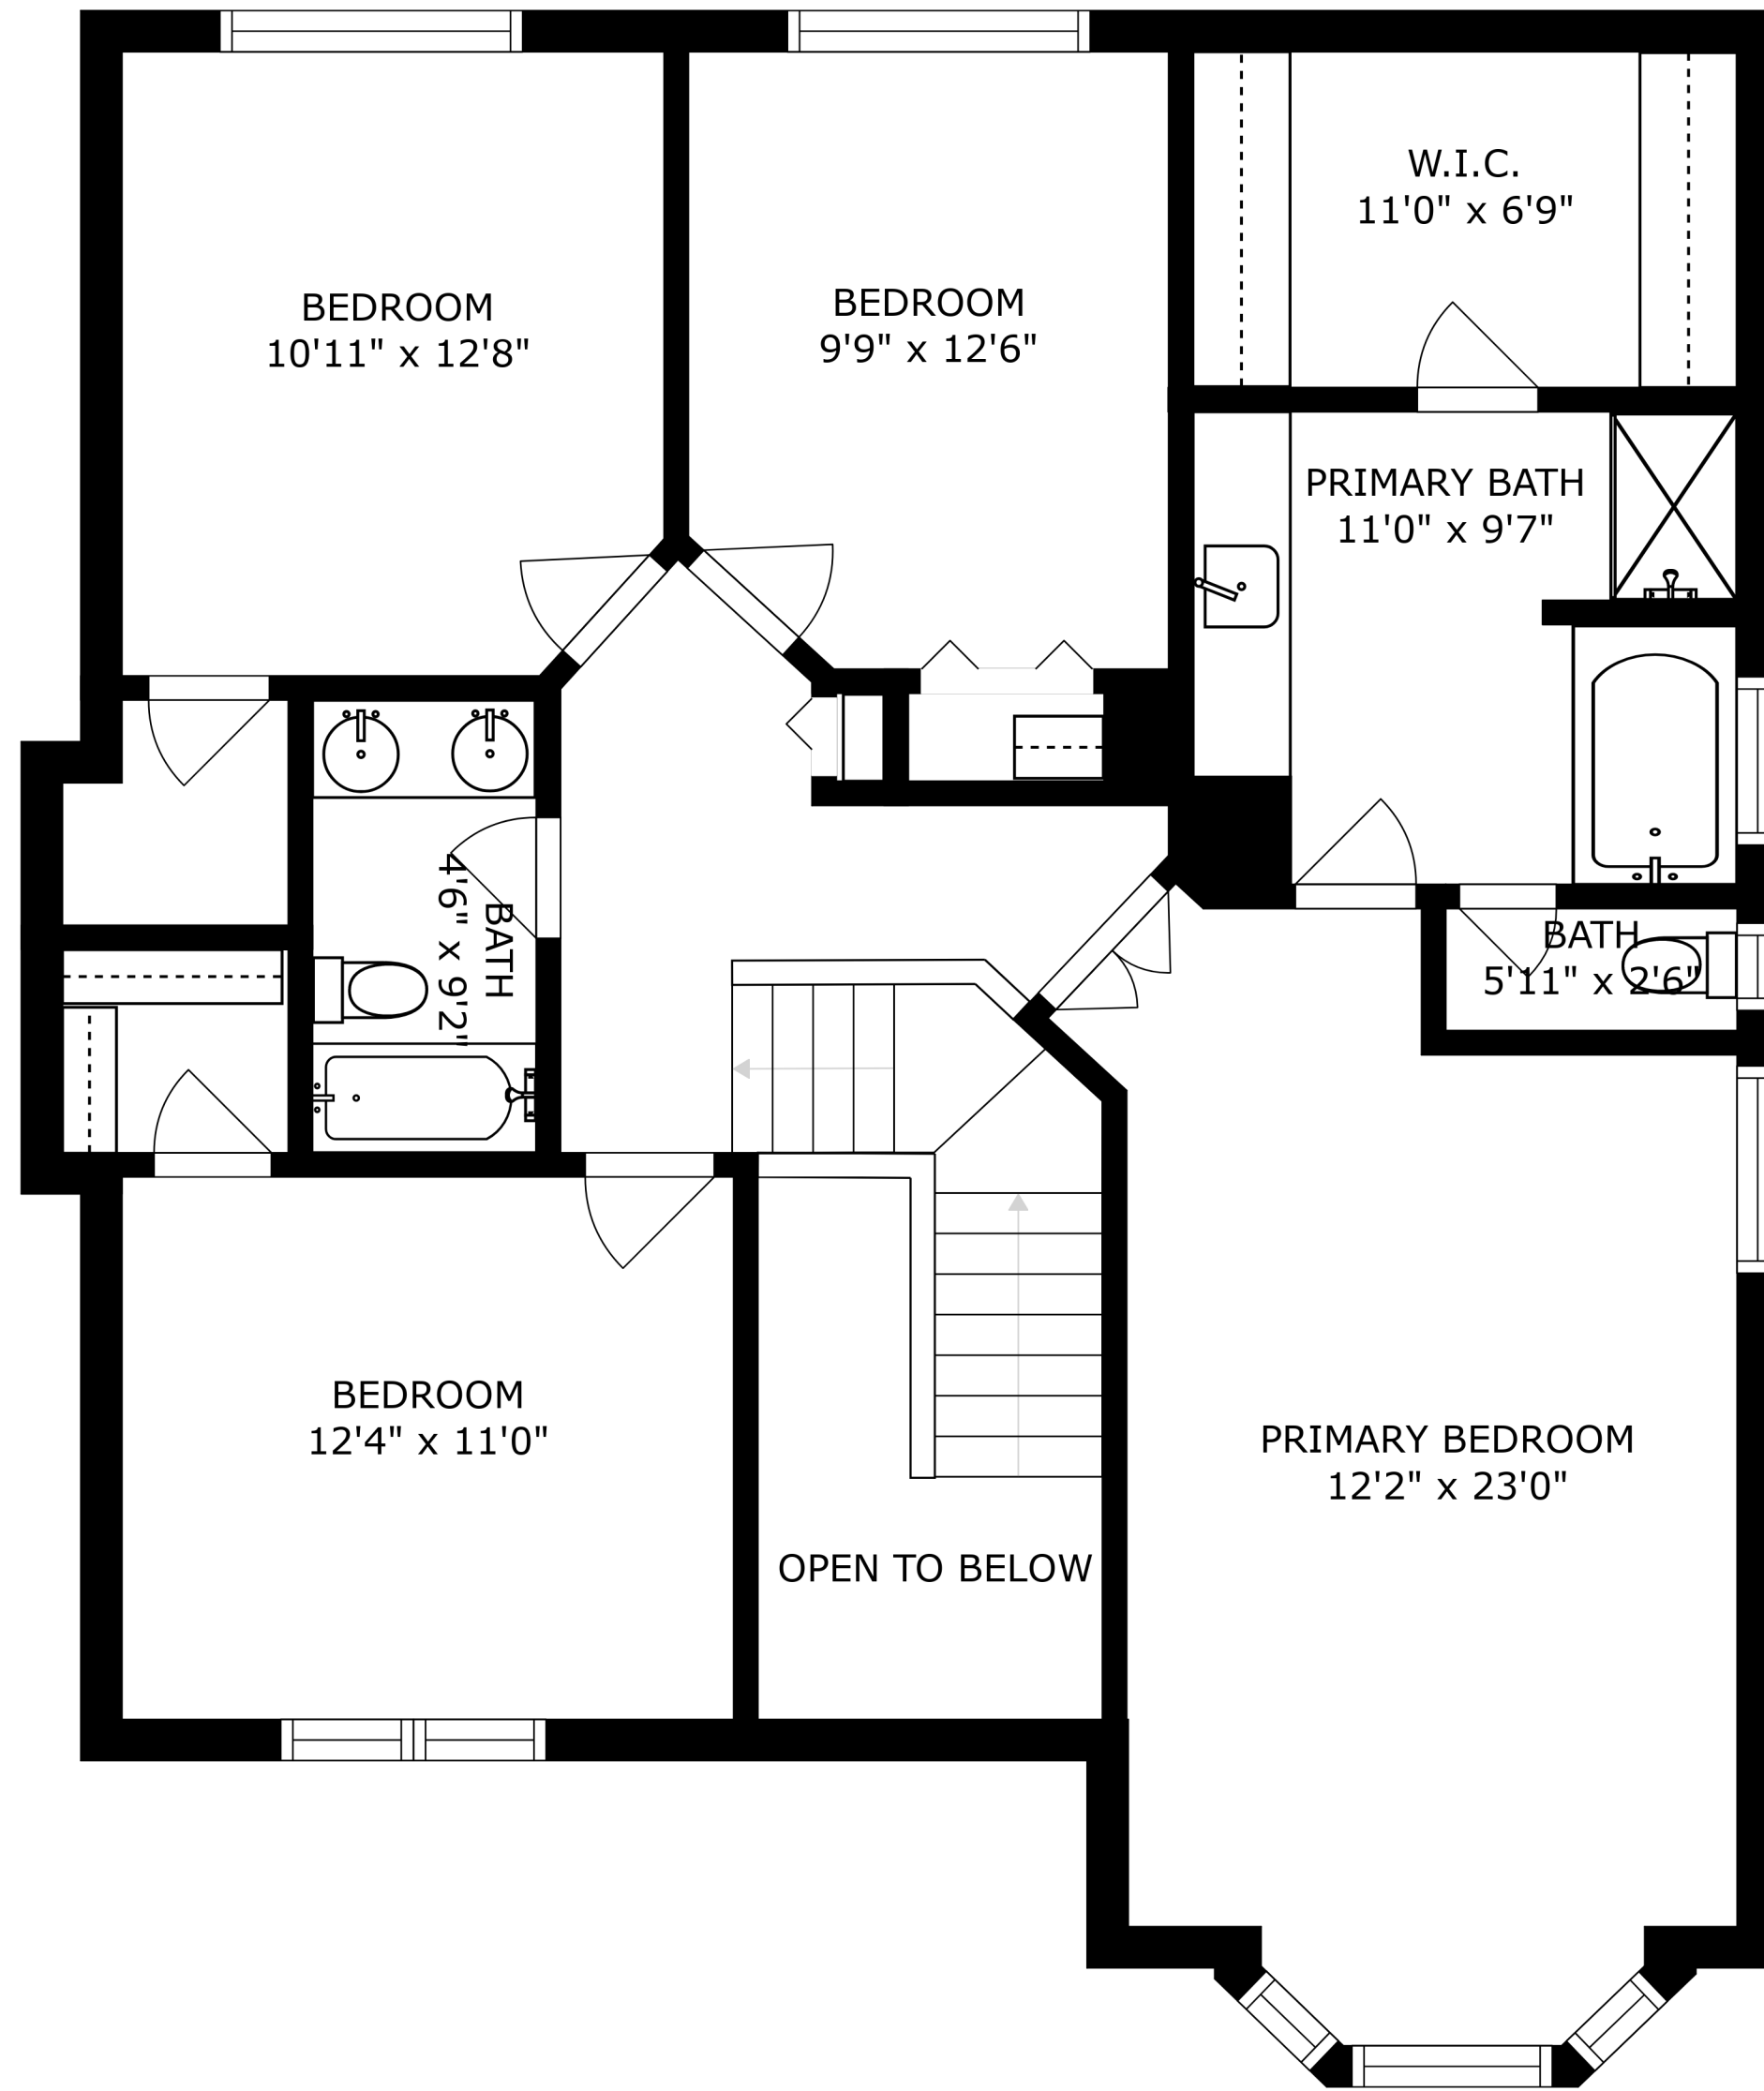 W.I.C.
11'0" x 6'9"
BEDROOM
10'11" x 12'8"
BEDROOM
9'9" x 12'6"
PRIMARY BATH
11'0" x 9'7"
BATH
4'6" x 9'2"
BATH
5'11" x 2'6"
BEDROOM
12'4" x 11'0"
PRIMARY BEDROOM
12'2" x 23'0"
OPEN TO BELOW